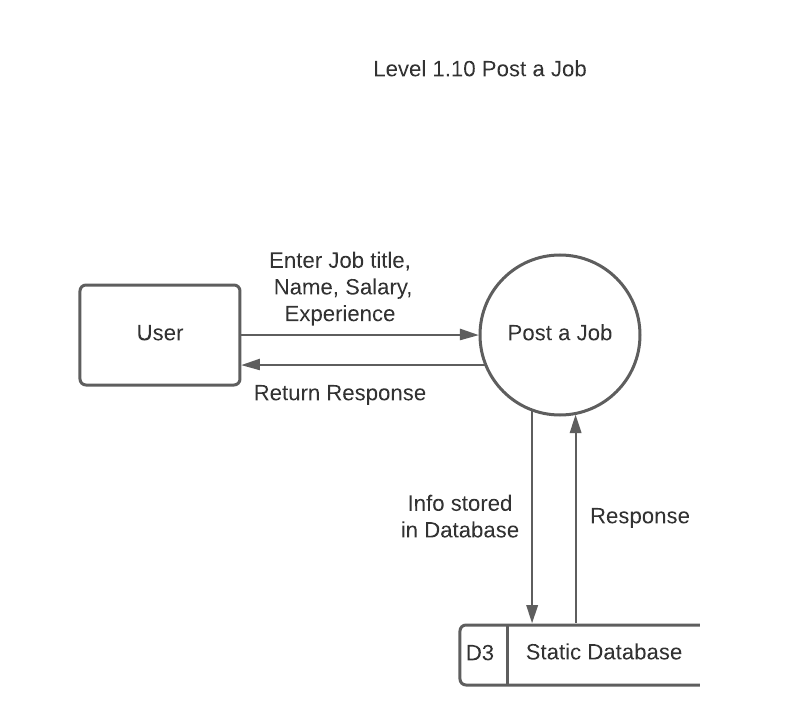 Level 1.10 Post a Job
Enter Job title,
Name, Salary,
Experience
User
Post a Job
Return Response
Info stored
in Database
Response
D3
Static Database